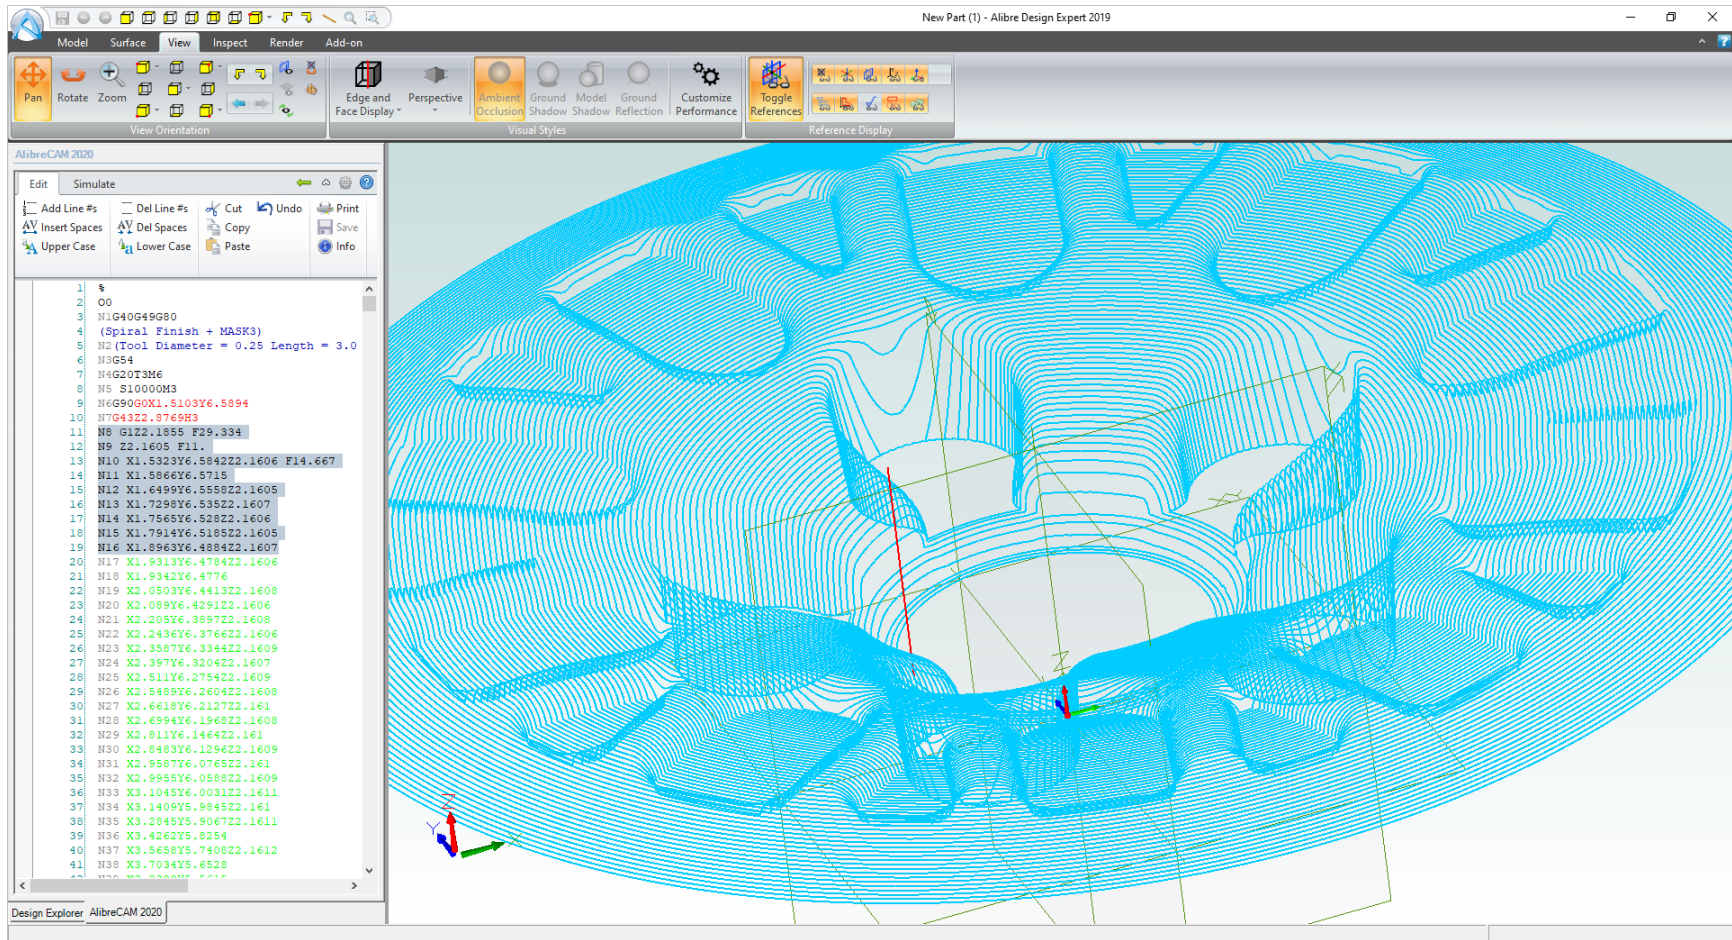 New Part (1) - Alibre Design Expert 2019
Model Surface View Inspect Render Add-on
Pan Rotate Zoom
View Orientation
Edge and Face Display
Perspective
Ambient Occlusion
Ground Shadow
Model Shadow
Ground Reflection
Customize Performance
Visual Styles
Toggle References
Reference Display
AlibreCAM 2020
Edit Simulate
Add Line #s Del Line #s Cut Undo Print
Insert Spaces Del Spaces Copy Save
Upper Case Lower Case Paste Info
1 %
2 O0
3 N1G40G49G80
4 (Spiral Finish + MASK3)
5 N2(Tool Diameter = 0.25 Length = 3.0
6 N3G54
7 N4G20T3M6
8 N5 S10000M3
9 N6G90G0X1.5103Y6.5894
10 N7G43Z2.8769H3
11 N8 G1Z2.1855 F29.334
12 N9 Z2.1605 F11.
13 N10 X1.5323Y6.5842Z2.1606 F14.667
14 N11 X1.5866Y6.5715
15 N12 X1.6499Y6.5558Z2.1605
16 N13 X1.7298Y6.535Z2.1607
17 N14 X1.7565Y6.528Z2.1606
18 N15 X1.7914Y6.5185Z2.1605
19 N16 X1.8963Y6.4884Z2.1607
20 N17 X1.9313Y6.4784Z2.1606
21 N18 X1.9342Y6.4776
22 N19 X2.0503Y6.4413Z2.1608
23 N20 X2.089Y6.4291Z2.1606
24 N21 X2.205Y6.3897Z2.1608
25 N22 X2.2436Y6.3766Z2.1606
26 N23 X2.3587Y6.3344Z2.1609
27 N24 X2.397Y6.3204Z2.1607
28 N25 X2.511Y6.2754Z2.1609
29 N26 X2.5489Y6.2604Z2.1608
30 N27 X2.6618Y6.2127Z2.161
31 N28 X2.6994Y6.1968Z2.1608
32 N29 X2.811Y6.1464Z2.161
33 N30 X2.8483Y6.1296Z2.1609
34 N31 X2.9587Y6.0765Z2.161
35 N32 X2.9955Y6.0588Z2.1609
36 N33 X3.1045Y6.0031Z2.1611
37 N34 X3.1409Y5.9845Z2.161
38 N35 X3.2845Y5.9067Z2.1611
39 N36 X3.4262Y5.8254
40 N37 X3.5658Y5.7408Z2.1612
41 N38 X3.7034Y5.6528
Design Explorer AlibreCAM 2020
Z
Y
X
Z